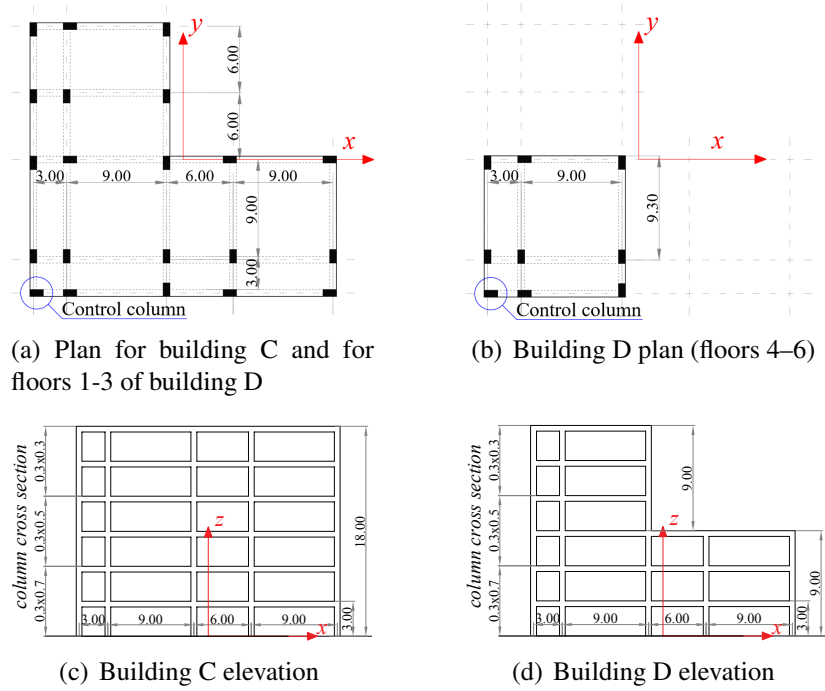 y
6.00
6.00
x
3.00
9.00
6.00
9.00
9.00
3.00
Control column
(a) Plan for building C and for
floors 1-3 of building D
y
x
3.00
9.00
9.30
Control column
(b) Building D plan (floors 4–6)
column cross section
0.3x0.3
0.3x0.5
0.3x0.7
z
18.00
3.00
9.00
6.00
9.00
3.00
x
(c) Building C elevation
column cross section
0.3x0.3
0.3x0.5
0.3x0.7
9.00
z
9.00
3.00
9.00
6.00
9.00
3.00
x
(d) Building D elevation